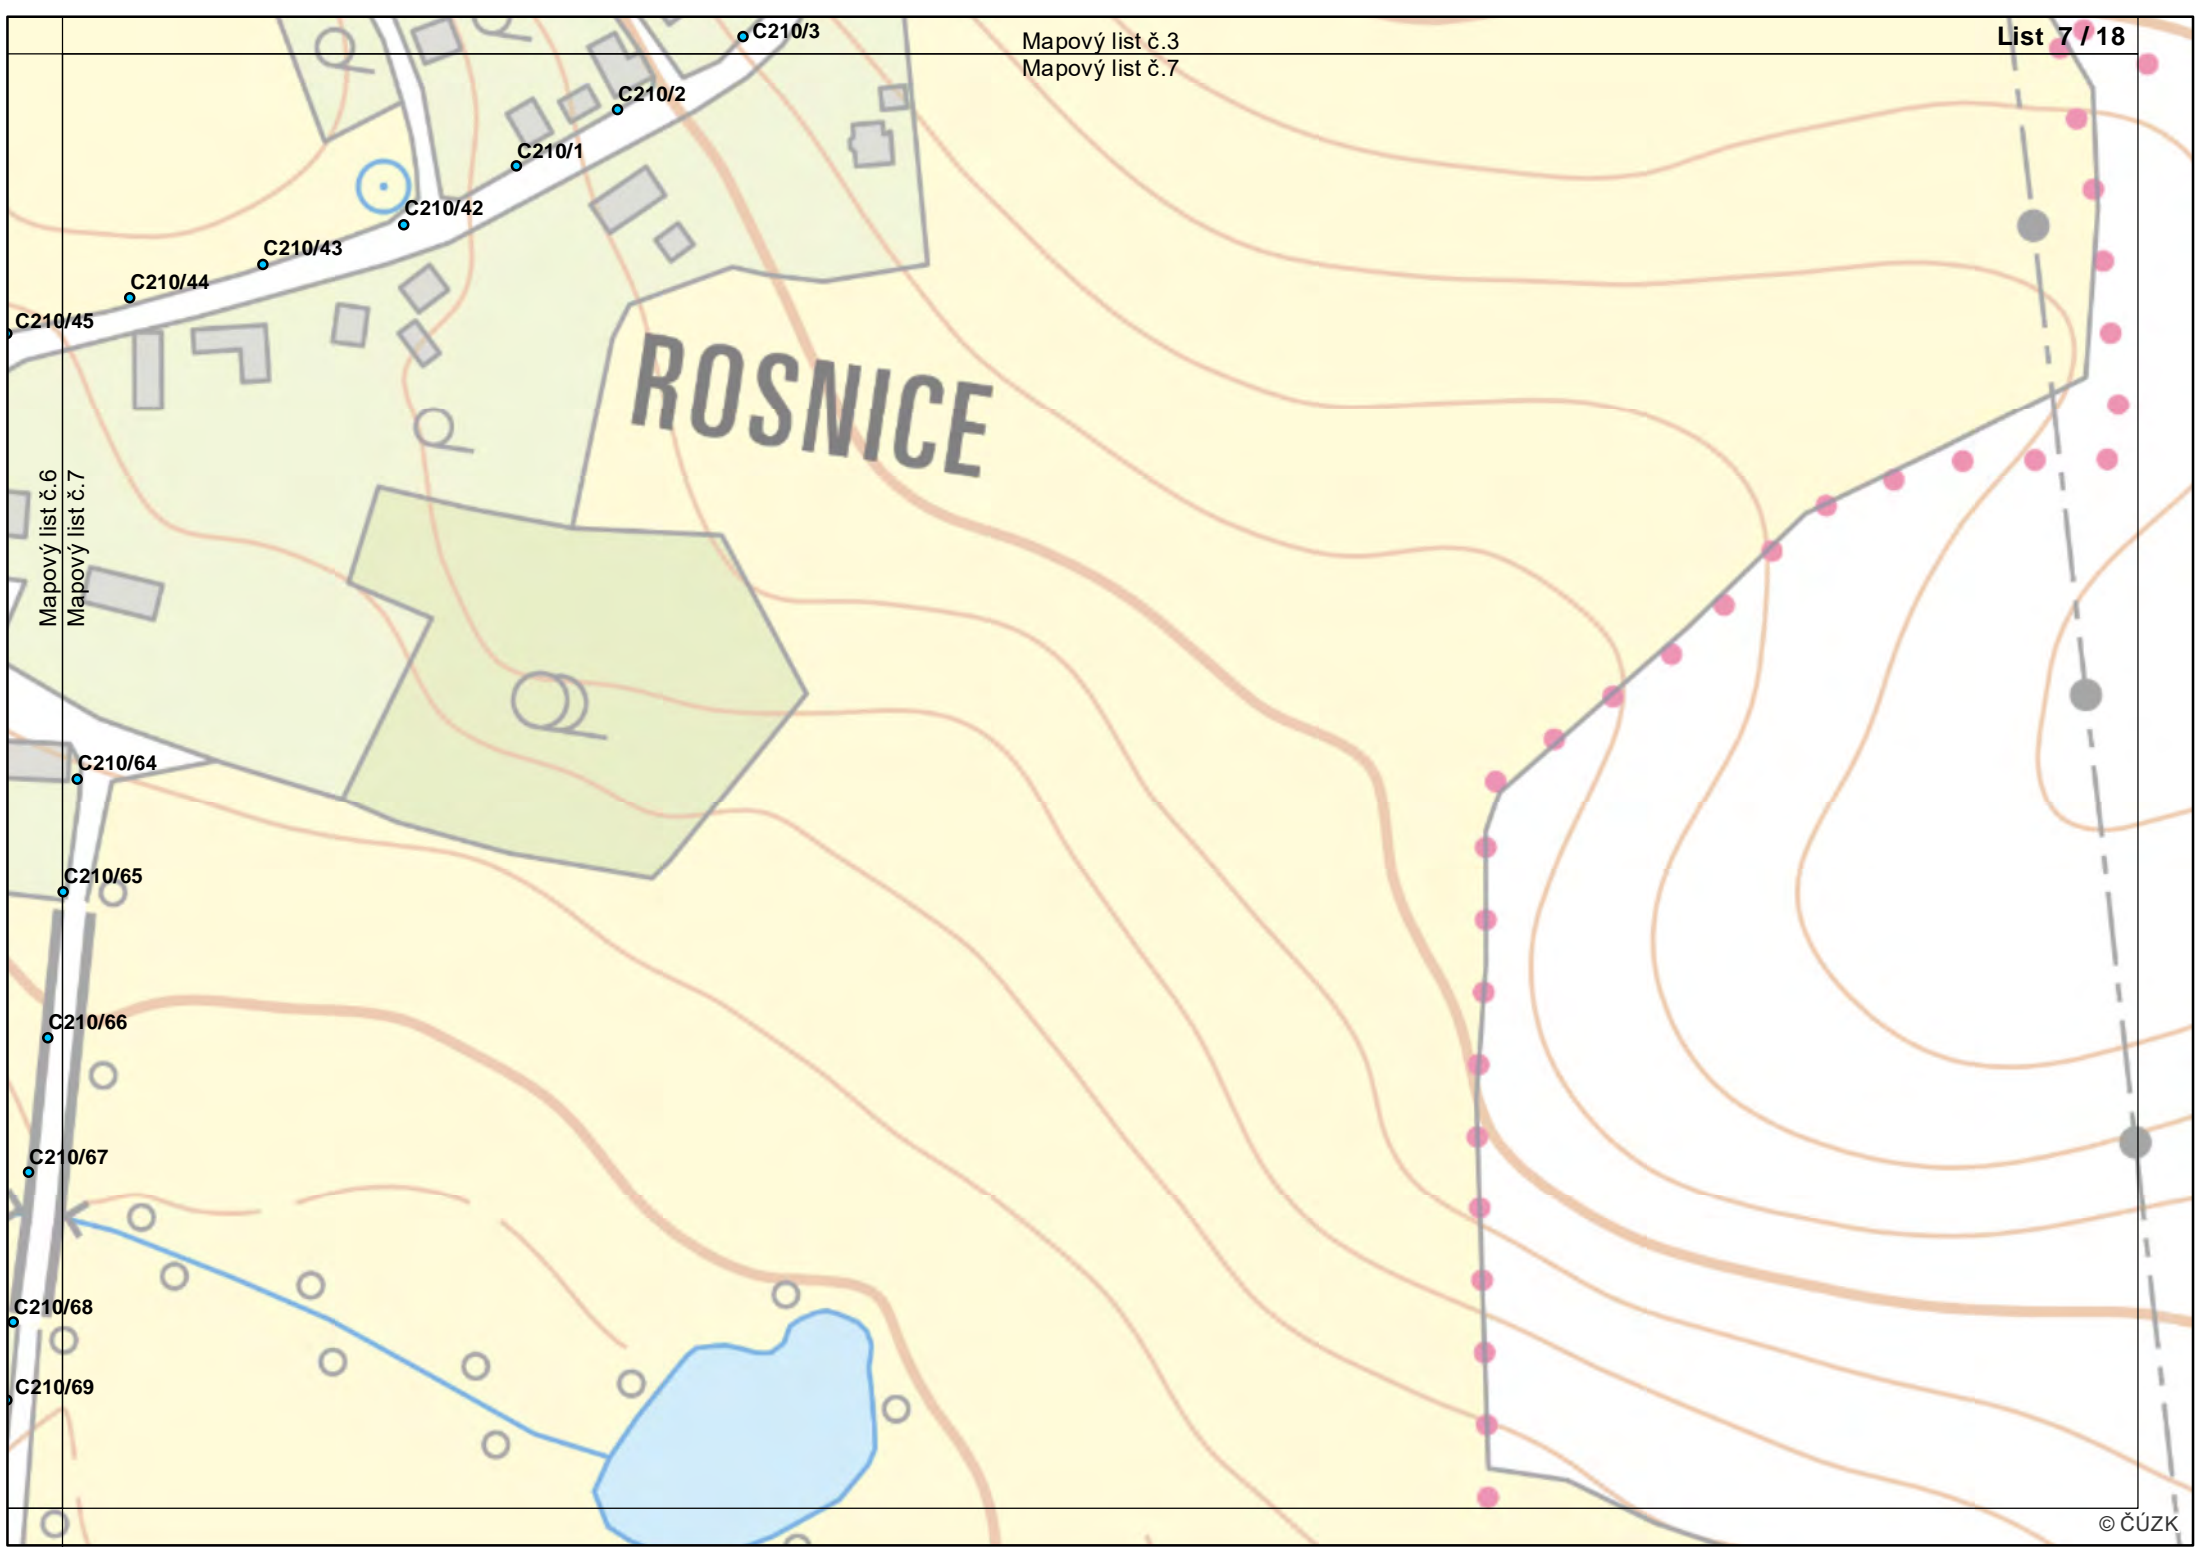 C210/3
Mapový list č.3
List 7 / 18
Mapový list č.7
C210/2
C210/1
C210/42
C210/43
C210/44
C210/45
ROSNICE
Mapový list č.6
Mapový list č.7
C210/64
C210/65
C210/66
C210/67
C210/68
C210/69
© ČÚZK